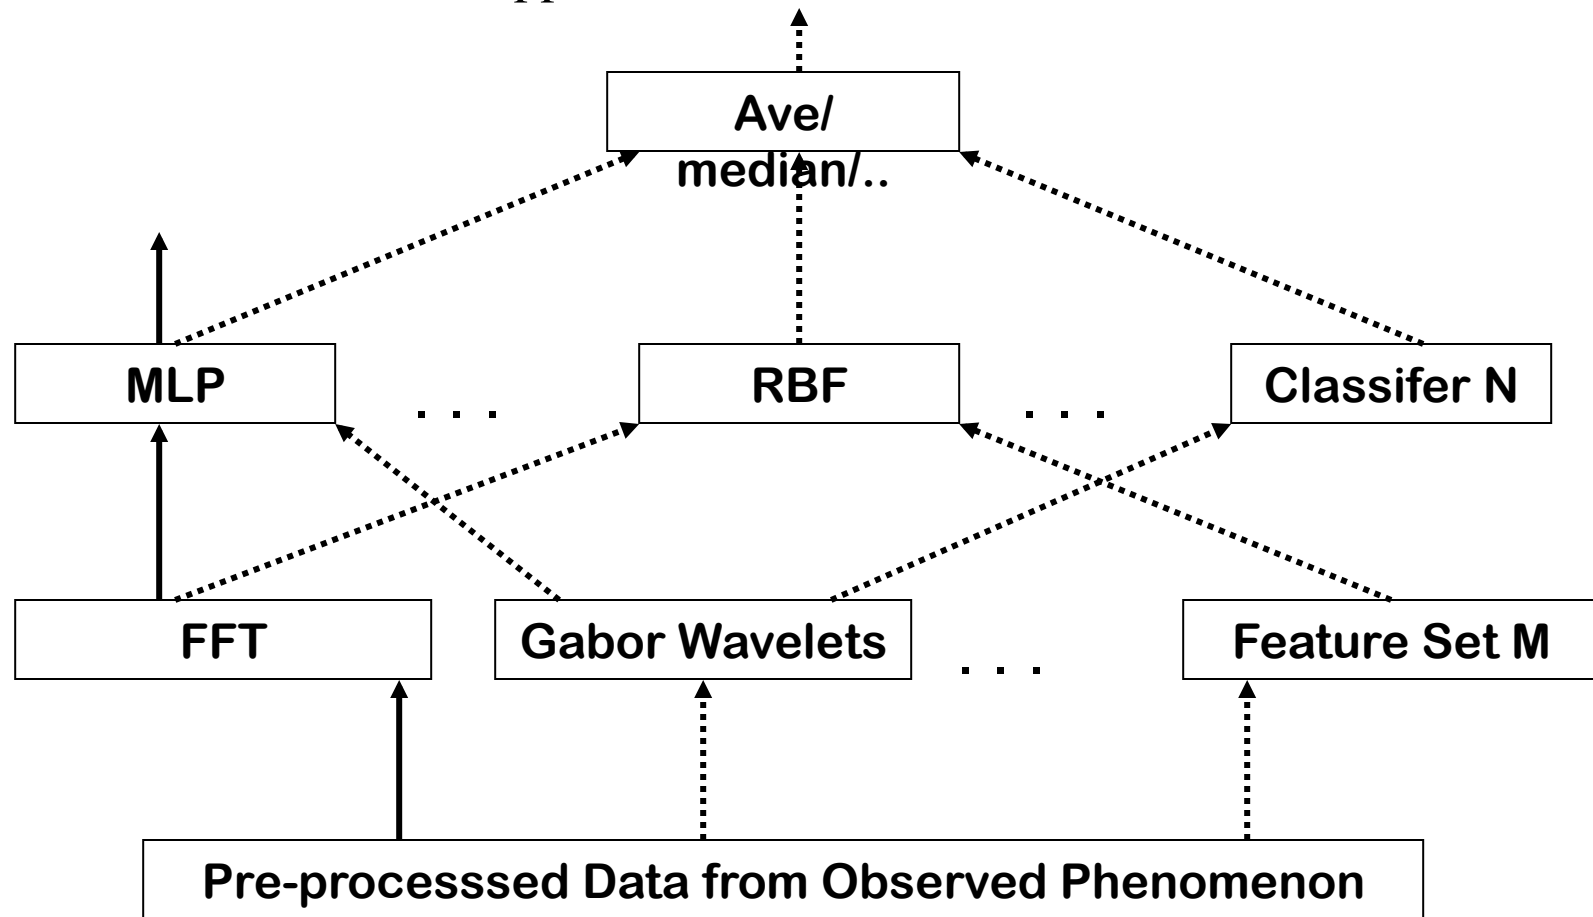 Ave/
median/..
MLP
. . .
RBF
. . .
Classifer N
FFT
Gabor Wavelets
. . .
Feature Set M
Pre-processsed Data from Observed Phenomenon